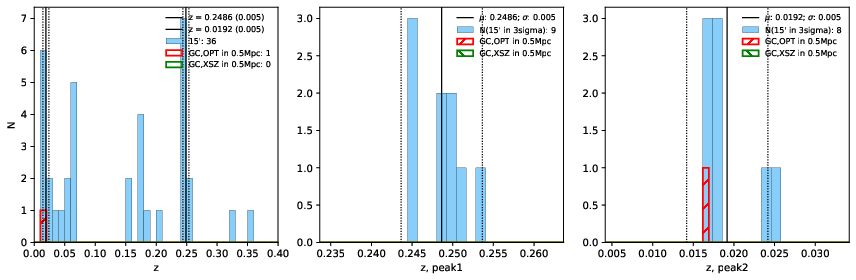 z = 0.2486 (0.005)
z = 0.0192 (0.005)
15': 36
GC,OPT in 0.5Mpc: 1
GC,XSZ in 0.5Mpc: 0
N
7
6
5
4
3
2
1
0
0.00 0.05 0.10 0.15 0.20 0.25 0.30 0.35 0.40
z
μ: 0.2486; σ: 0.005
N(15' in 3sigma): 9
GC,OPT in 0.5Mpc
GC,XSZ in 0.5Mpc
3.0
2.5
2.0
1.5
1.0
0.5
0.0
0.235 0.240 0.245 0.250 0.255 0.260
z, peak1
μ: 0.0192; σ: 0.005
N(15' in 3sigma): 8
GC,OPT in 0.5Mpc
GC,XSZ in 0.5Mpc
3.0
2.5
2.0
1.5
1.0
0.5
0.0
0.005 0.010 0.015 0.020 0.025 0.030
z, peak2